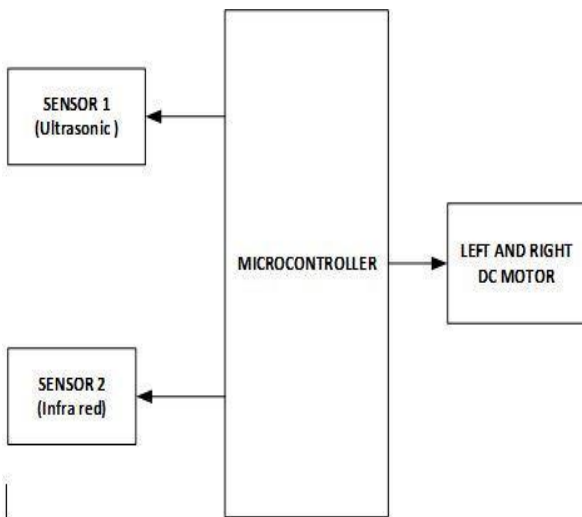 SENSOR 1
(Ultrasonic )
MICROCONTROLLER
LEFT AND RIGHT
DC MOTOR
SENSOR 2
(Infra red)